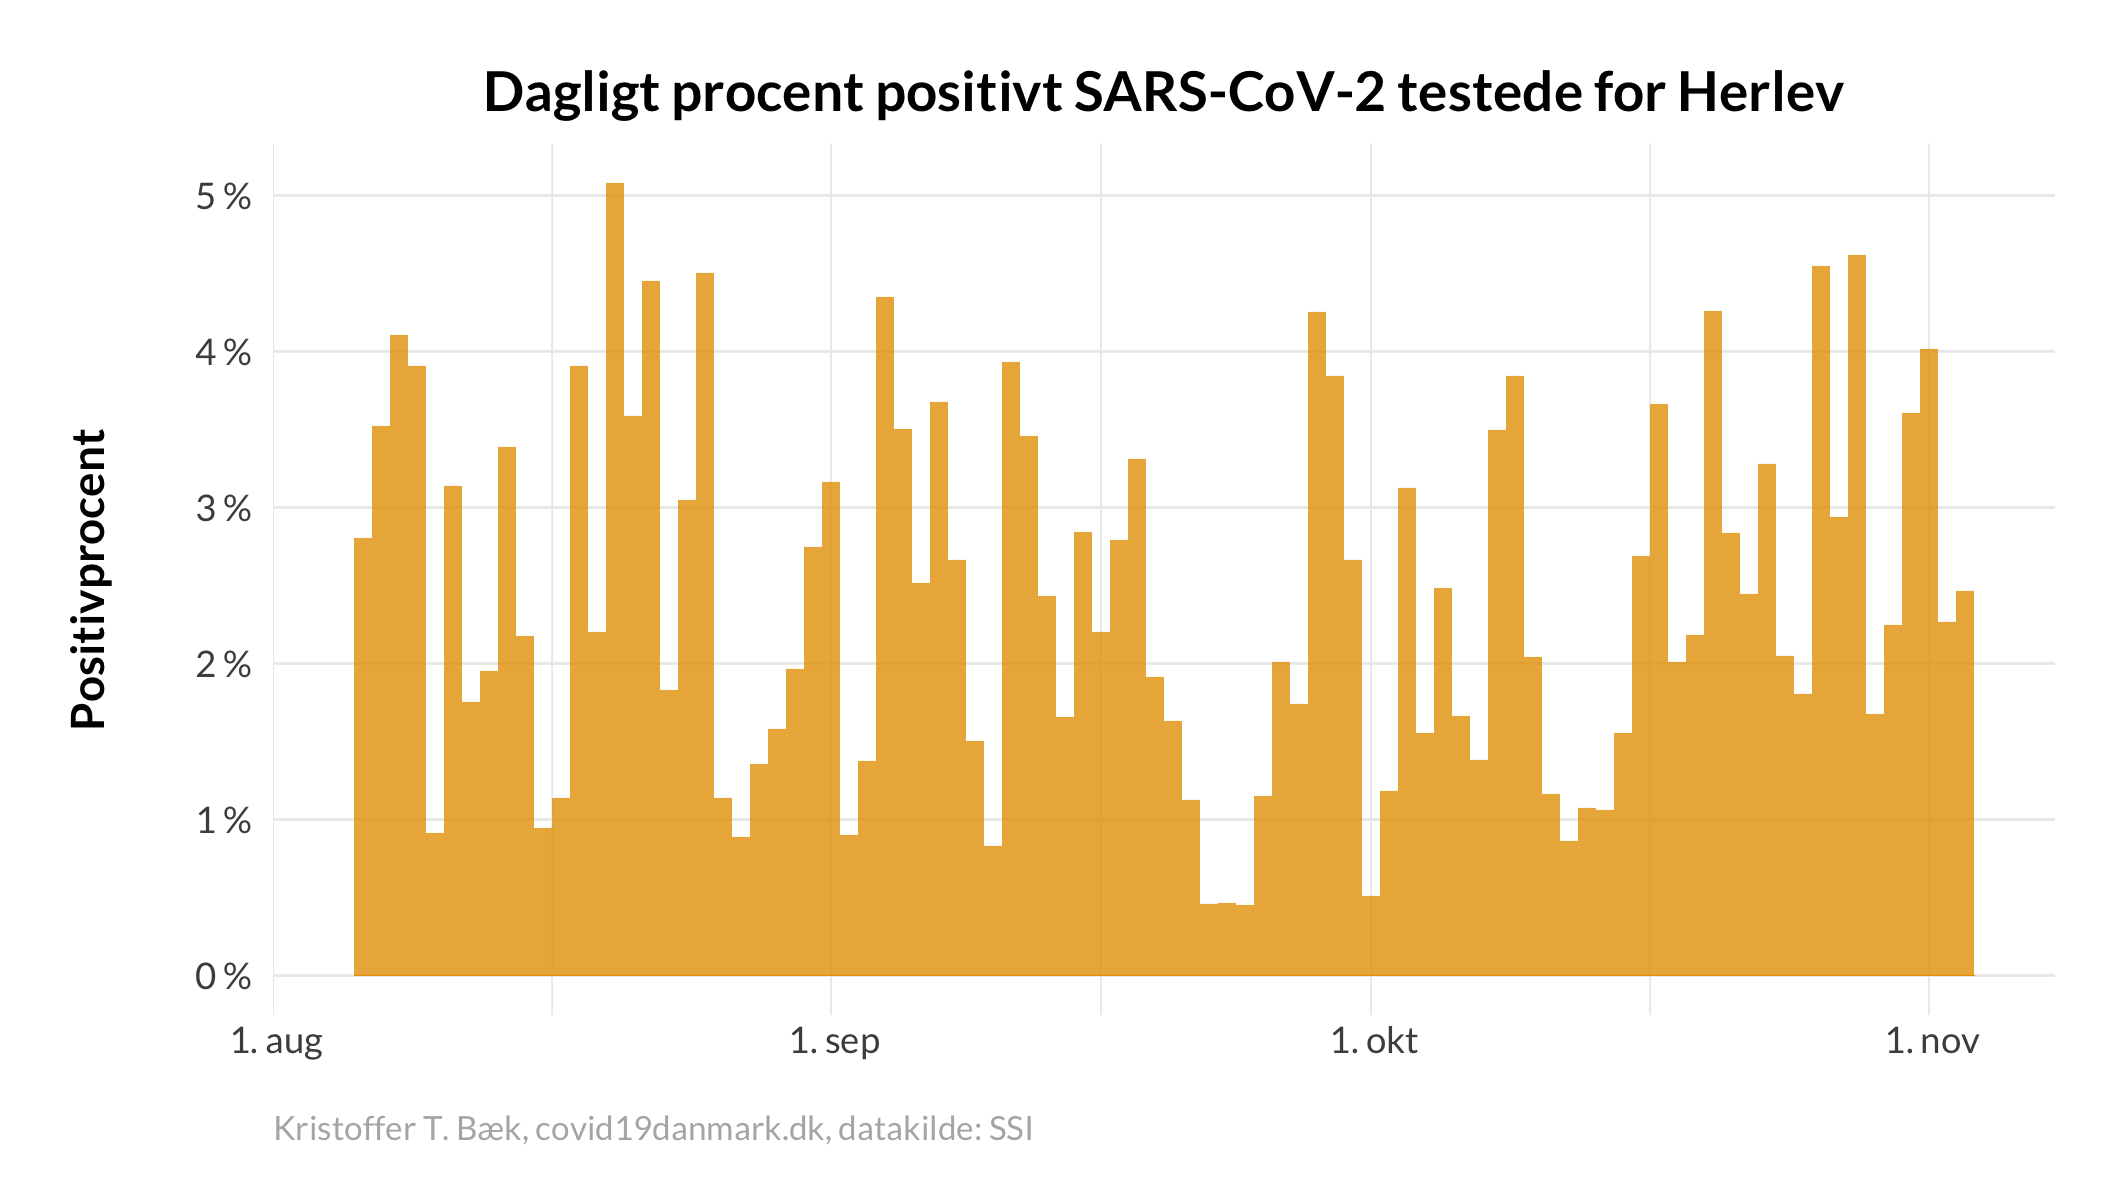 Dagligt procent positivt SARS-CoV-2 testede for Herlev
Positivprocent
5 %
4 %
3 %
2 %
1 %
0 %
1. aug
1. sep
1. okt
1. nov
Kristoffer T. Bæk, covid19danmark.dk, datakilde: SSI